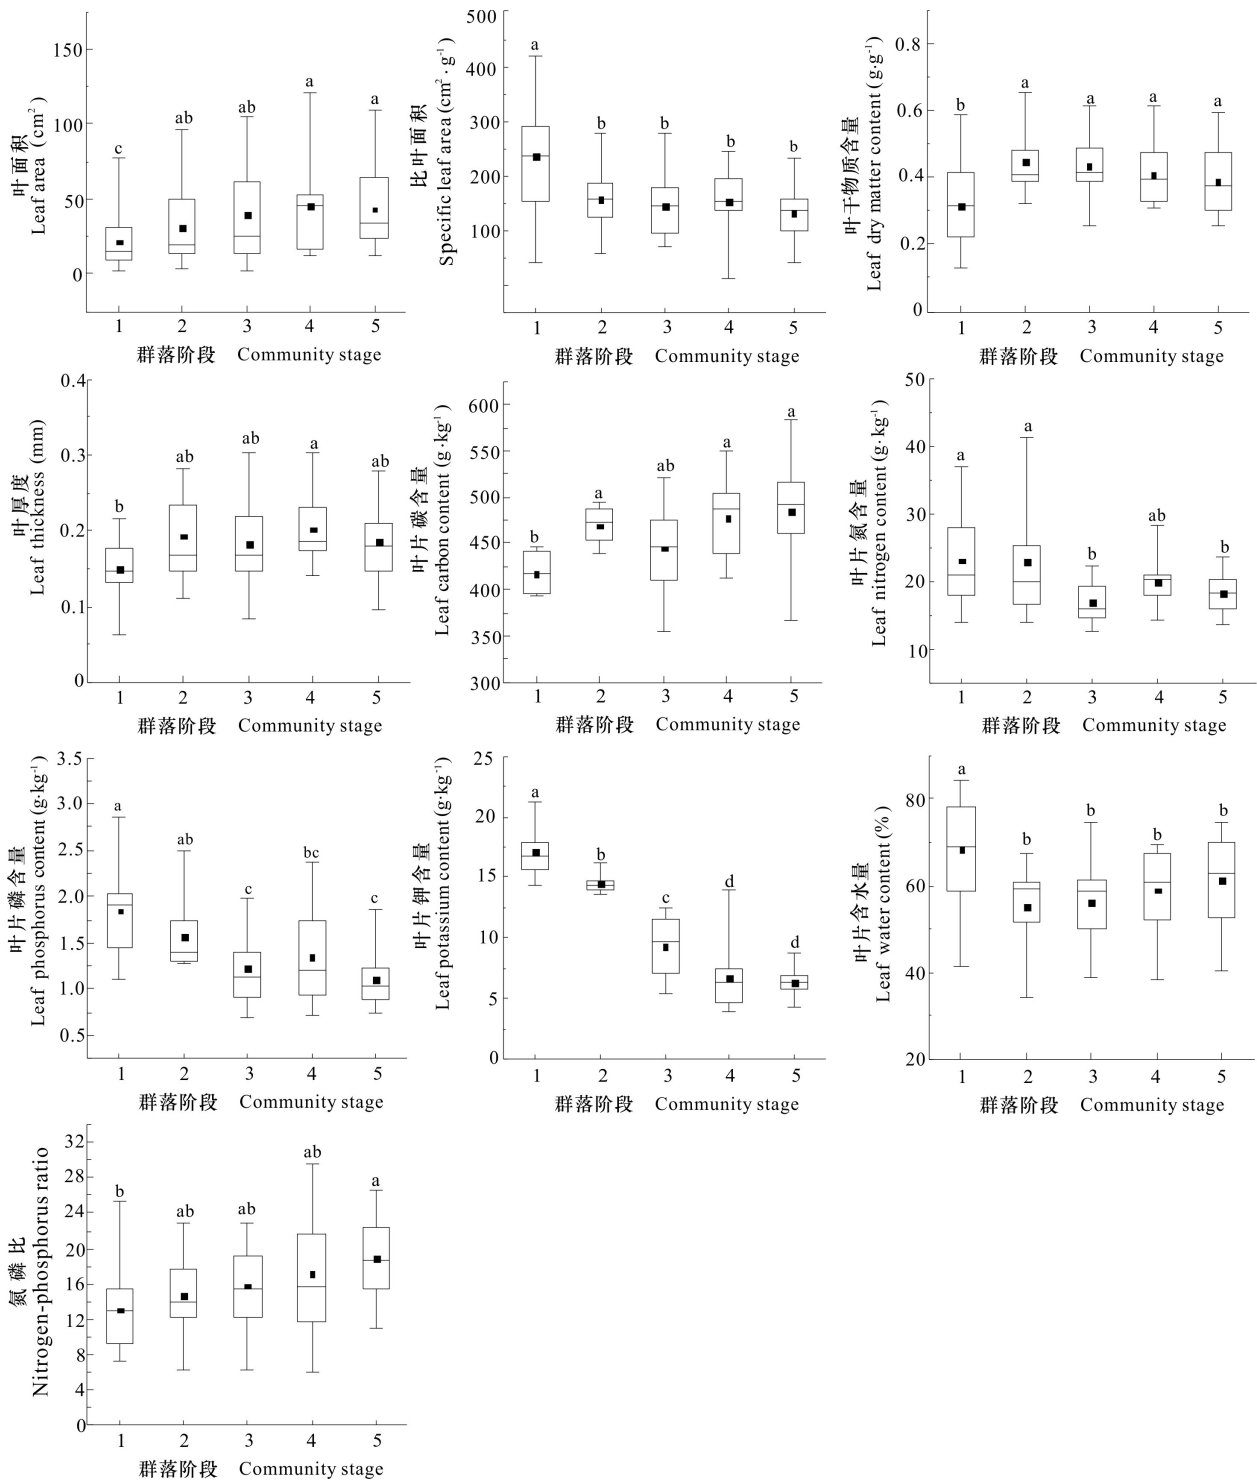 叶面积
Leaf area (cm²)
150
100
50
0
c
ab
ab
a
a
1 2 3 4 5
群落阶段 Community stage
比叶面积
Specific leaf area (cm²·g⁻¹)
500
400
300
200
100
a
b
b
b
b
1 2 3 4 5
群落阶段 Community stage
叶干物质含量
Leaf dry matter content (g·g⁻¹)
0.8
0.6
0.4
0.2
0
b
a
a
a
a
1 2 3 4 5
群落阶段 Community stage
叶厚度
Leaf thickness (mm)
0.4
0.3
0.2
0.1
0
b
ab
ab
a
ab
1 2 3 4 5
群落阶段 Community stage
叶片碳含量
Leaf carbon content (g·kg⁻¹)
600
550
500
450
400
350
300
b
a
ab
a
a
1 2 3 4 5
群落阶段 Community stage
叶片氮含量
Leaf nitrogen content (g·kg⁻¹)
50
40
30
20
10
a
a
b
ab
b
1 2 3 4 5
群落阶段 Community stage
叶片磷含量
Leaf phosphorus content (g·kg⁻¹)
3.5
3.0
2.5
2.0
1.5
1.0
0.5
a
ab
c
bc
c
1 2 3 4 5
群落阶段 Community stage
叶片钾含量
Leaf potassium content (g·kg⁻¹)
25
20
15
10
5
0
a
b
c
d
d
1 2 3 4 5
群落阶段 Community stage
叶片含水量
Leaf water content (%)
80
60
40
20
a
b
b
b
b
1 2 3 4 5
群落阶段 Community stage
氮磷比
Nitrogen-phosphorus ratio
32
28
24
20
16
12
8
4
0
b
ab
ab
ab
a
1 2 3 4 5
群落阶段 Community stage